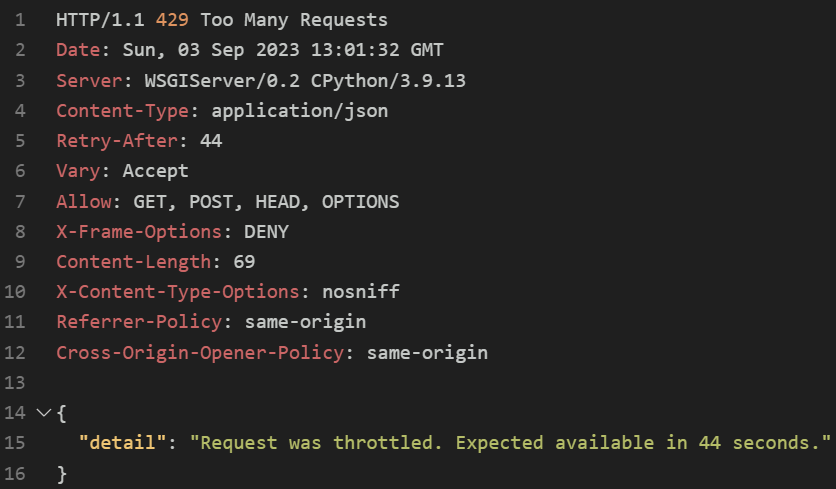 1 HTTP/1.1 429 Too Many Requests
2 Date: Sun, 03 Sep 2023 13:01:32 GMT
3 Server: WSGIServer/0.2 CPython/3.9.13
4 Content-Type: application/json
5 Retry-After: 44
6 Vary: Accept
7 Allow: GET, POST, HEAD, OPTIONS
8 X-Frame-Options: DENY
9 Content-Length: 69
10 X-Content-Type-Options: nosniff
11 Referrer-Policy: same-origin
12 Cross-Origin-Opener-Policy: same-origin
13
14 {
15 "detail": "Request was throttled. Expected available in 44 seconds."
16 }